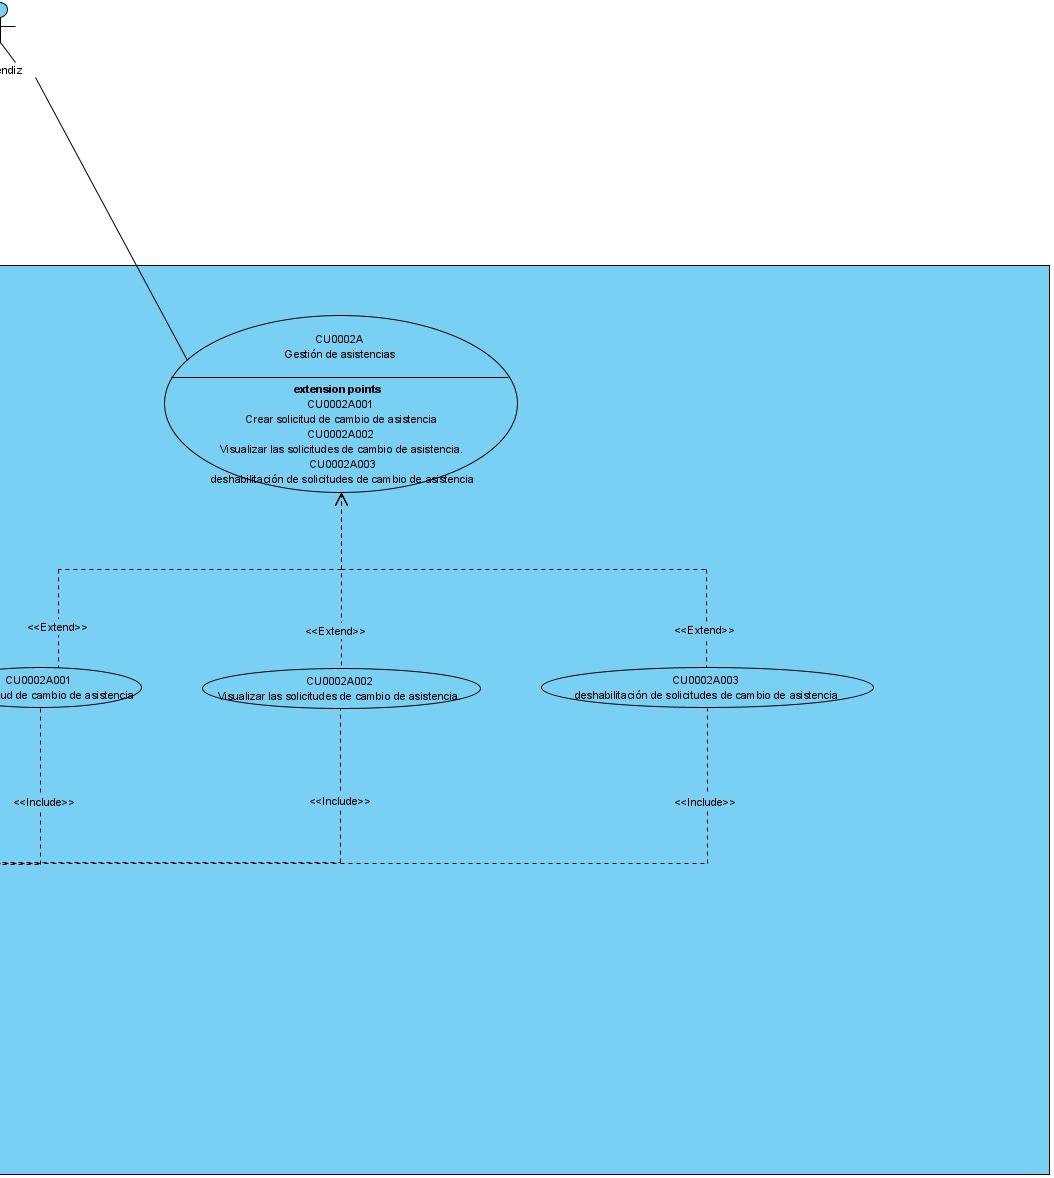 endiz
CU0002A
Gestión de asistencias
extension points
CU0002A001
Crear solicitud de cambio de asistencia
CU0002A002
Visualizar las solicitudes de cambio de asistencia.
CU0002A003
deshabilitación de solicitudes de cambio de asistencia
<<Extend>>
<<Extend>>
<<Extend>>
CU0002A001
ud de cambio de asistencia
CU0002A002
Visualizar las solicitudes de cambio de asistencia.
CU0002A003
deshabilitación de solicitudes de cambio de asistencia
<<Include>>
<<Include>>
<<Include>>